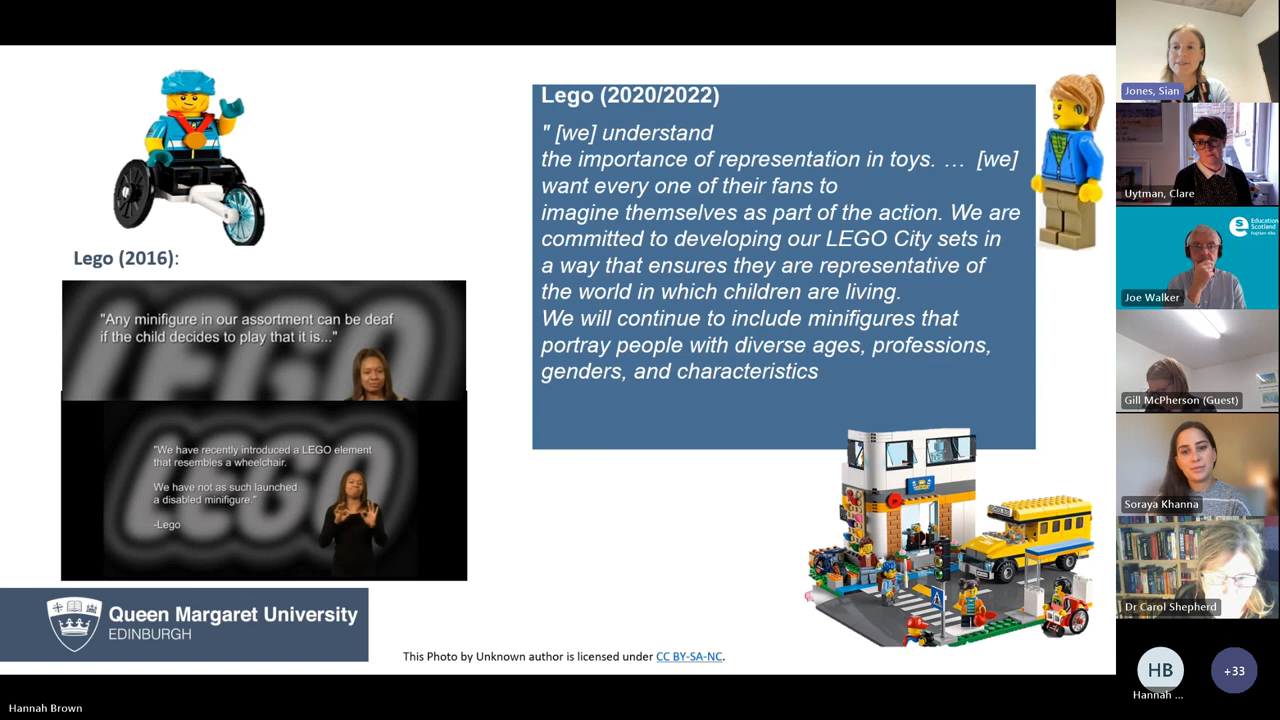 Lego (2016):
"Any minifigure in our assortment can be deaf
if the child decides to play that it is..."
LEGO
"We have recently introduced a LEGO element
that resembles a wheelchair.
We have not as such launched
a disabled minifigure."
-Lego
LEGO
Lego (2020/2022)
" [we] understand
the importance of representation in toys. … [we]
want every one of their fans to
imagine themselves as part of the action. We are
committed to developing our LEGO City sets in
a way that ensures they are representative of
the world in which children are living.
We will continue to include minifigures that
portray people with diverse ages, professions,
genders, and characteristics
Queen Margaret University
EDINBURGH
This Photo by Unknown author is licensed under CC BY-SA-NC.
Hannah Brown
Jones, Sian
Uytman, Clare
Education
Scotland
Joe Walker
Gill McPherson (Guest)
Soraya Khanna
Dr Carol Shepherd
HB
Hannah ...
+33